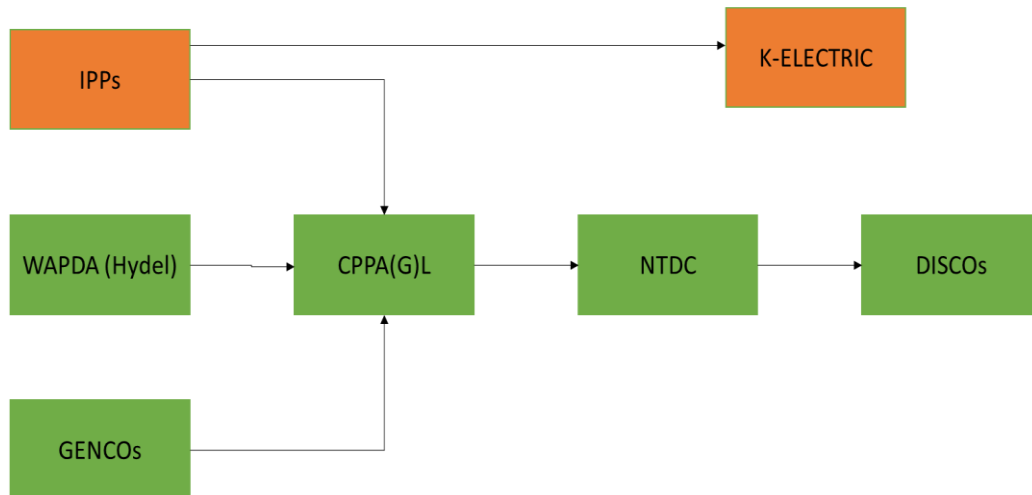 IPPs
K-ELECTRIC
WAPDA (Hydel)
CPPA(G)L
NTDC
DISCOs
GENCOs